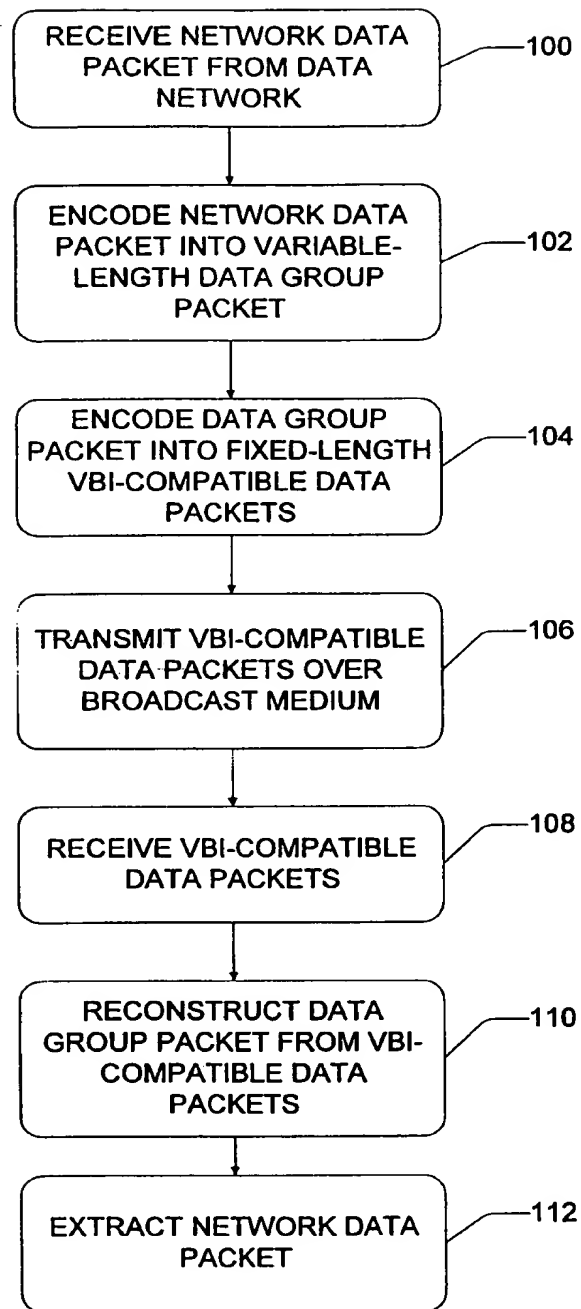 RECEIVE NETWORK DATA
PACKET FROM DATA
NETWORK
100
ENCODE NETWORK DATA
PACKET INTO VARIABLE-
LENGTH DATA GROUP
PACKET
102
ENCODE DATA GROUP
PACKET INTO FIXED-LENGTH
VBI-COMPATIBLE DATA
PACKETS
104
TRANSMIT VBI-COMPATIBLE
DATA PACKETS OVER
BROADCAST MEDIUM
106
RECEIVE VBI-COMPATIBLE
DATA PACKETS
108
RECONSTRUCT DATA
GROUP PACKET FROM VBI-
COMPATIBLE DATA
PACKETS
110
EXTRACT NETWORK DATA
PACKET
112